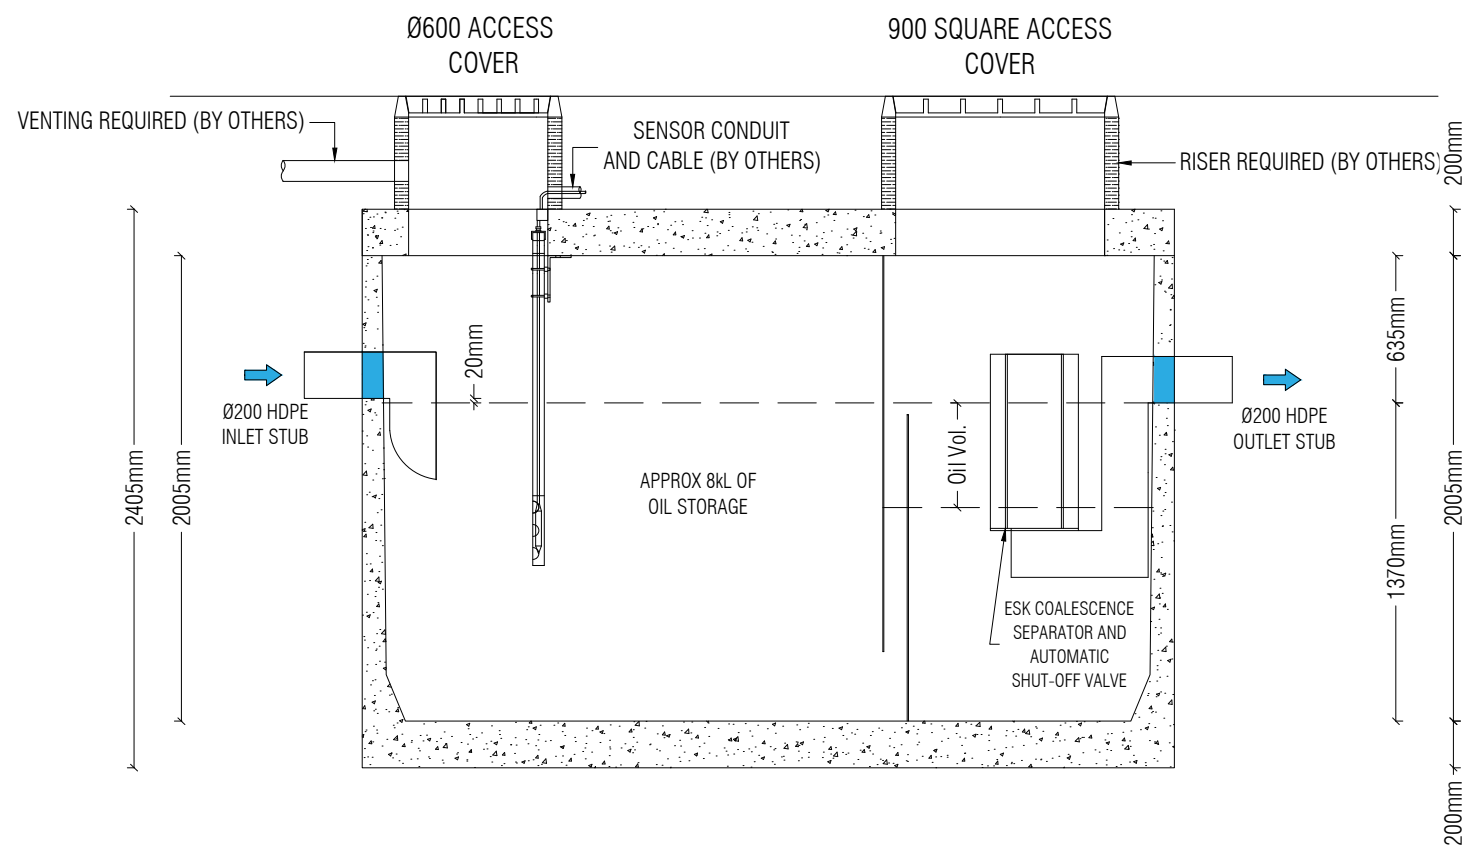 Ø600 ACCESS
COVER
900 SQUARE ACCESS
COVER
VENTING REQUIRED (BY OTHERS)
SENSOR CONDUIT
AND CABLE (BY OTHERS)
RISER REQUIRED (BY OTHERS)
200mm
20mm
635mm
Ø200 HDPE
INLET STUB
Ø200 HDPE
OUTLET STUB
Oil Vol.
APPROX 8kL OF
OIL STORAGE
2405mm
2005mm
2005mm
1370mm
ESK COALESCENCE
SEPARATOR AND
AUTOMATIC
SHUT-OFF VALVE
200mm